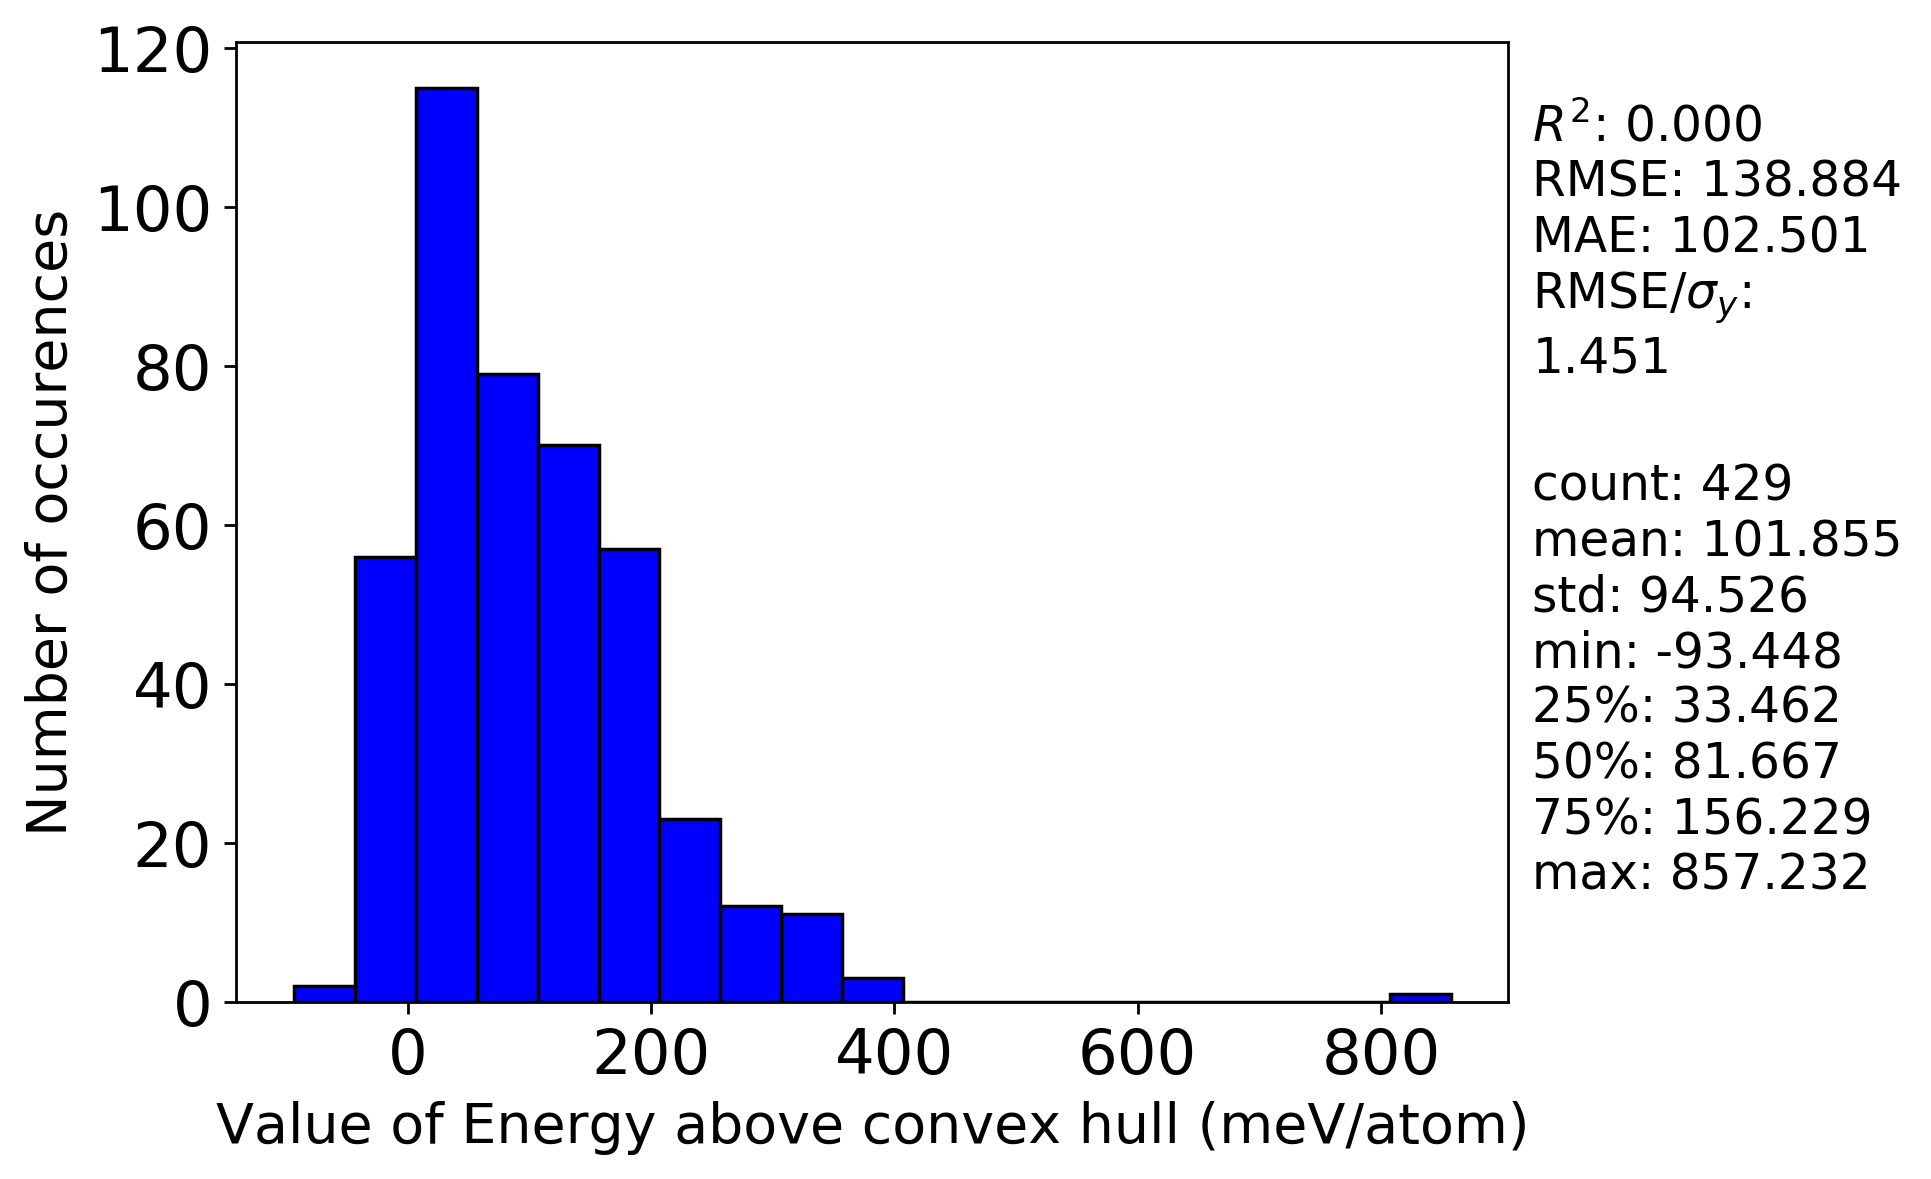 Number of occurences
120
100
80
60
40
20
0
0 200 400 600 800
Value of Energy above convex hull (meV/atom)
R²: 0.000
RMSE: 138.884
MAE: 102.501
RMSE/σ_y:
1.451
count: 429
mean: 101.855
std: 94.526
min: -93.448
25%: 33.462
50%: 81.667
75%: 156.229
max: 857.232